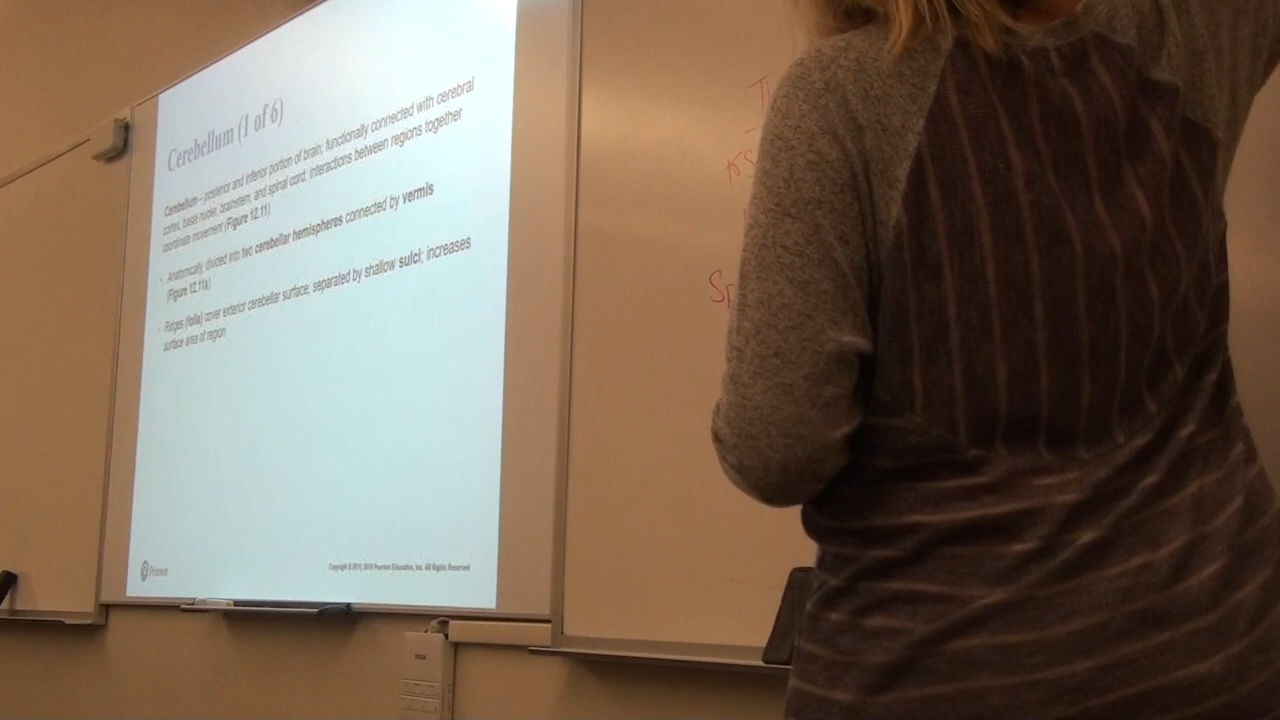 Cerebellum (1 of 6)
Cerebellum – posterior and inferior portion of brain; functionally connected with cerebral
cortex, basal nuclei, brainstem, and spinal cord; interactions between regions together
coordinate movement (Figure 12.11)
• Anatomically, divided into two cerebellar hemispheres connected by vermis
(Figure 12.11a)
• Ridges (folia) cover exterior cerebellar surface; separated by shallow sulci; increases
surface area of region
Pearson
Copyright © 2019, 2016 Pearson Education, Inc. All Rights Reserved
EPSON